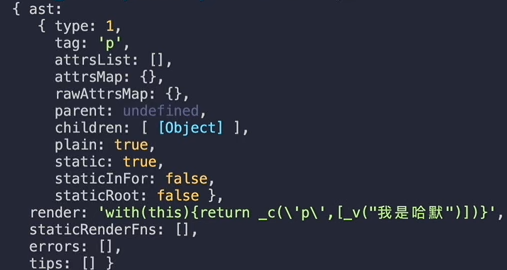 { ast:
{ type: 1,
tag: 'p',
attrsList: [],
attrsMap: {},
rawAttrsMap: {},
parent: undefined,
children: [ [Object] ],
plain: true,
static: true,
staticInFor: false,
staticRoot: false },
render: 'with(this){return _c(\'p\',[_v("我是哈默")])}',
staticRenderFns: [],
errors: [],
tips: [] }